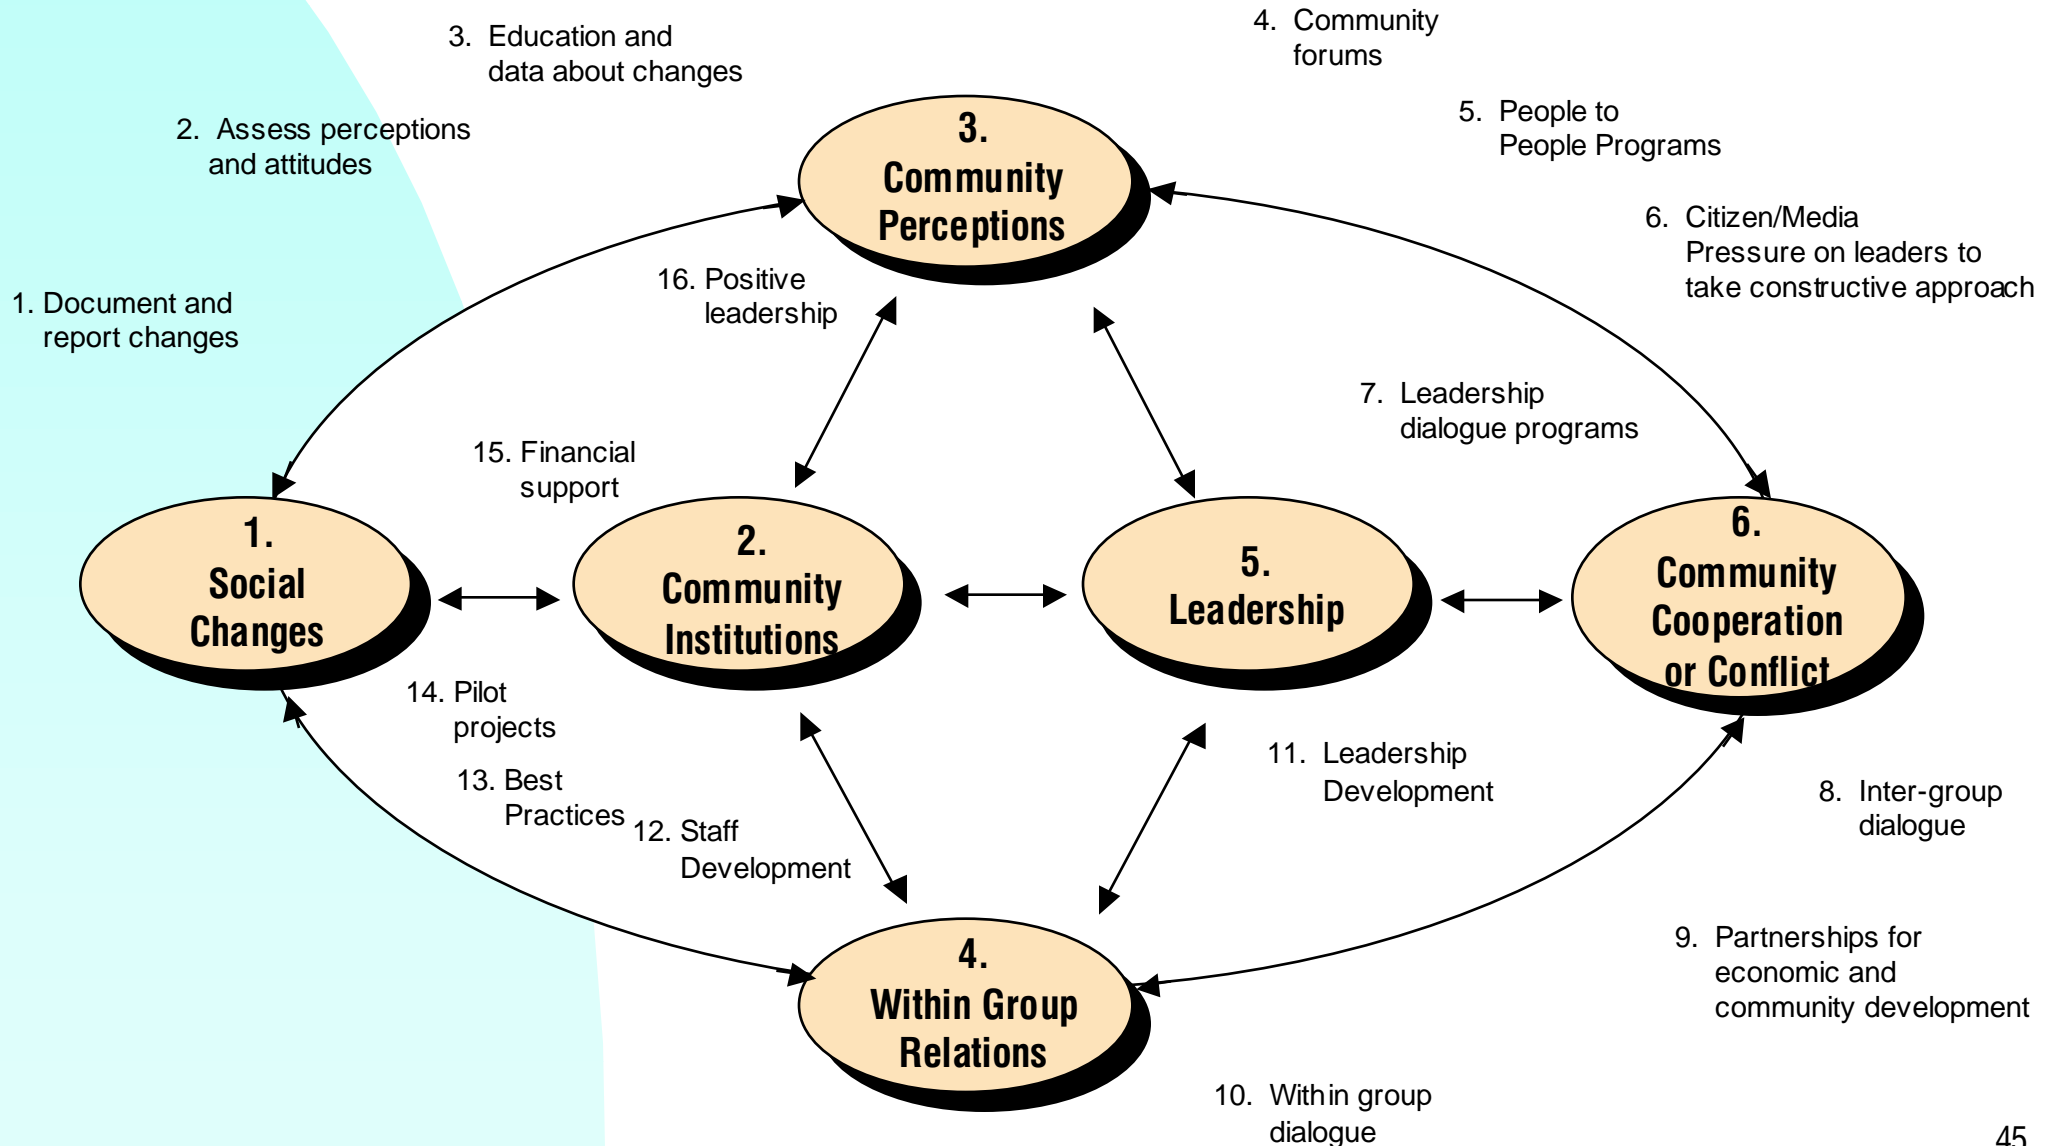 3. Education and
data about changes
4. Community
forums
2. Assess perceptions
and attitudes
5. People to
People Programs
3.
Community
Perceptions
6. Citizen/Media
Pressure on leaders to
take constructive approach
1. Document and
report changes
16. Positive
leadership
7. Leadership
dialogue programs
15. Financial
support
1.
Social
Changes
2.
Community
Institutions
5.
Leadership
6.
Community
Cooperation
or Conflict
14. Pilot
projects
13. Best
Practices
12. Staff
Development
11. Leadership
Development
8. Inter-group
dialogue
4.
Within Group
Relations
9. Partnerships for
economic and
community development
10. Within group
dialogue
45